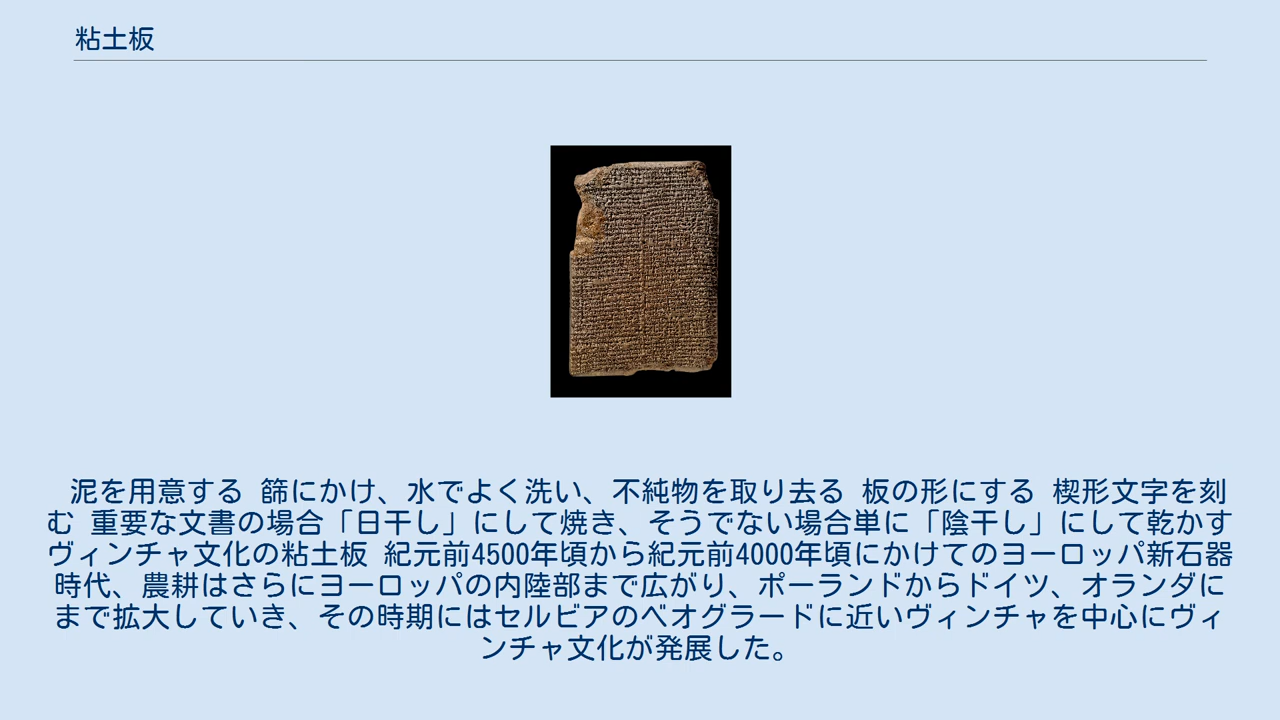 粘土板
泥を用意する 篩にかけ、水でよく洗い、不純物を取り去る 板の形にする 楔形文字を刻
む 重要な文書の場合「日干し」にして焼き、そうでない場合単に「陰干し」にして乾かす
ヴィンチャ文化の粘土板 紀元前4500年頃から紀元前4000年頃にかけてのヨーロッパ新石器
時代、農耕はさらにヨーロッパの内陸部まで広がり、ポーランドからドイツ、オランダに
まで拡大していき、その時期にはセルビアのベオグラードに近いヴィンチャを中心にヴィ
ンチャ文化が発展した。